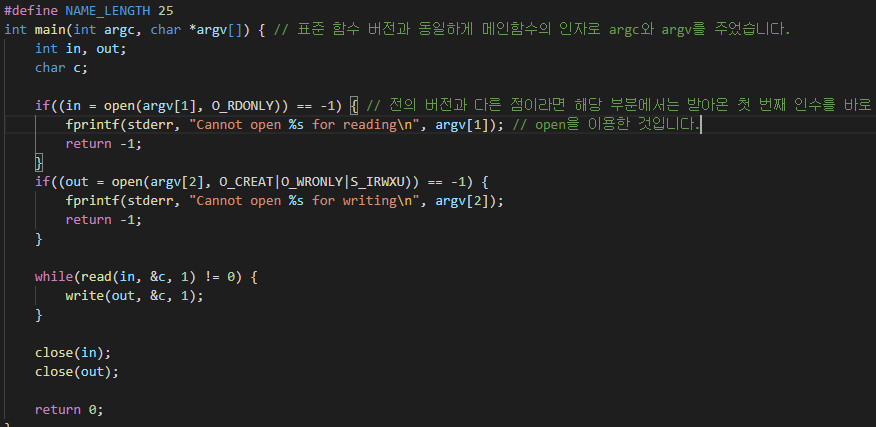 #define NAME_LENGTH 25
int main(int argc, char *argv[]) { // 표준 함수 버전과 동일하게 메인함수의 인자로 argc와 argv를 주었습니다.
    int in, out;
    char c;

    if((in = open(argv[1], O_RDONLY)) == -1) { // 전의 버전과 다른 점이라면 해당 부분에서는 받아온 첫 번째 인수를 바로
        fprintf(stderr, "Cannot open %s for reading\n", argv[1]); // open을 이용한 것입니다.
        return -1;
    }
    if((out = open(argv[2], O_CREAT|O_WRONLY|S_IRWXU)) == -1) {
        fprintf(stderr, "Cannot open %s for writing\n", argv[2]);
        return -1;
    }

    while(read(in, &c, 1) != 0) {
        write(out, &c, 1);
    }

    close(in);
    close(out);

    return 0;
}